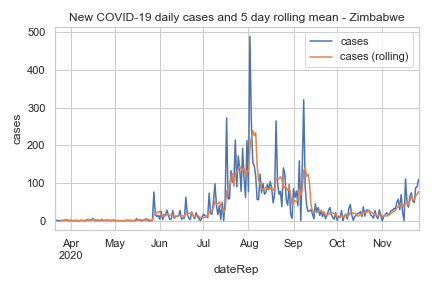 New COVID-19 daily cases and 5 day rolling mean - Zimbabwe
cases
cases (rolling)
500
400
300
200
100
0
cases
Apr
2020
May
Jun
Jul
Aug
Sep
Oct
Nov
dateRep